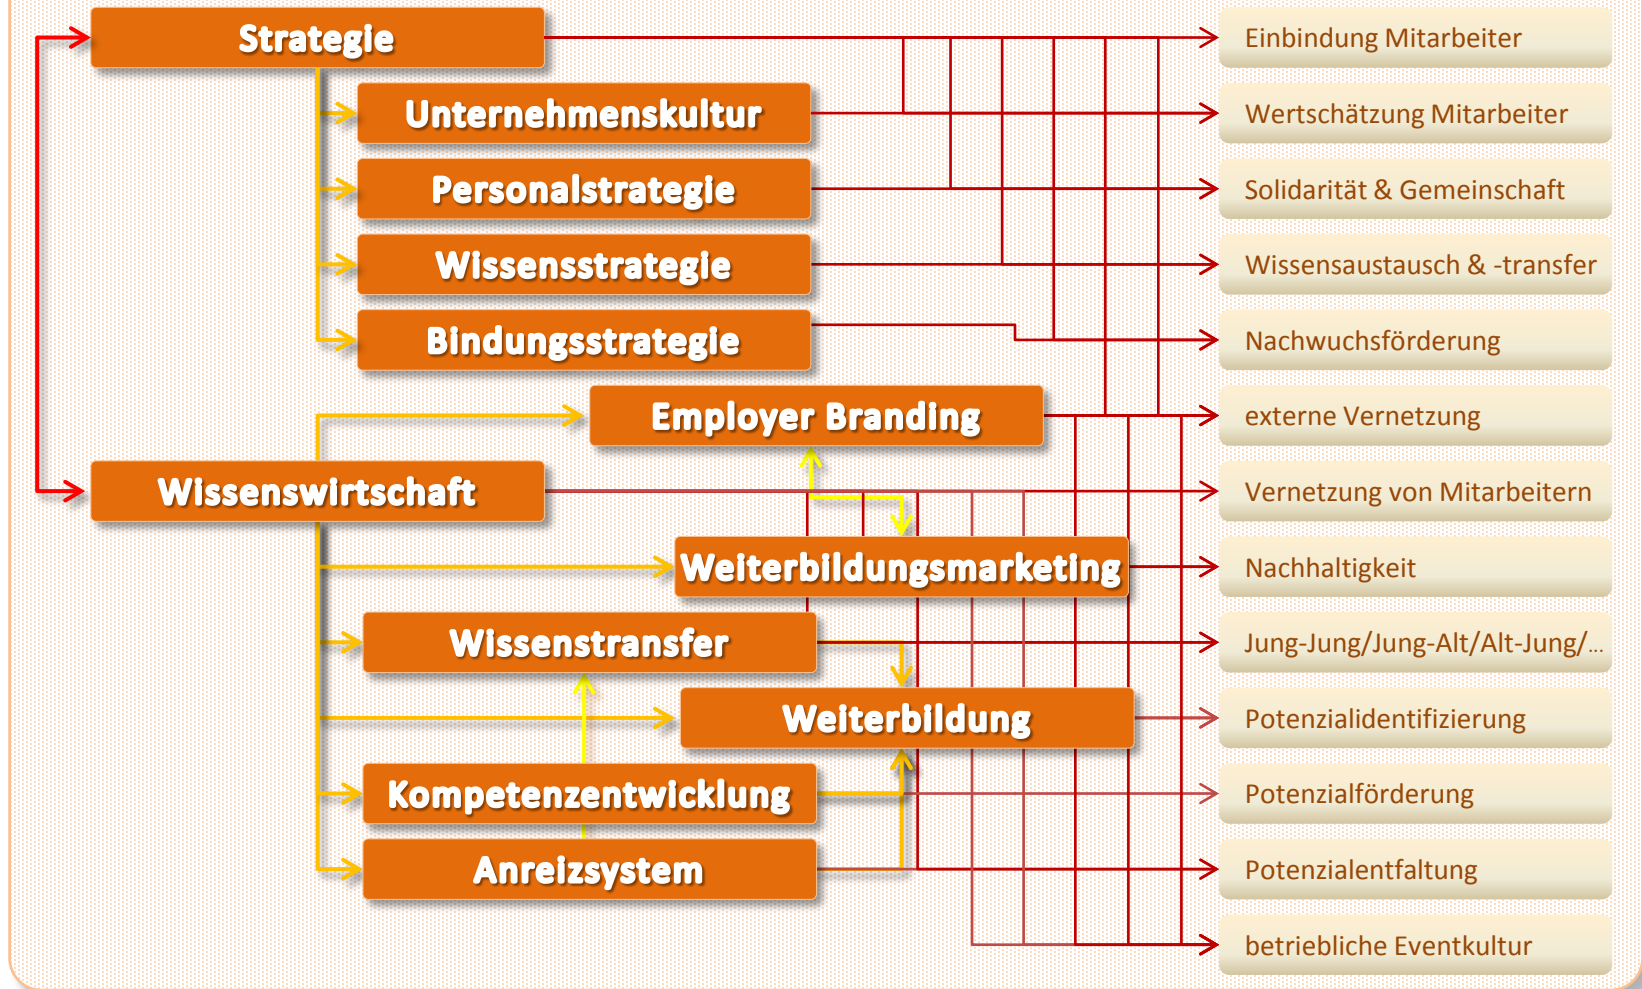 Strategie
Einbindung Mitarbeiter
Unternehmenskultur
Wertschätzung Mitarbeiter
Personalstrategie
Solidarität & Gemeinschaft
Wissensstrategie
Wissensaustausch & -transfer
Bindungsstrategie
Nachwuchsförderung
Employer Branding
externe Vernetzung
Wissenswirtschaft
Vernetzung von Mitarbeitern
Weiterbildungsmarketing
Nachhaltigkeit
Wissenstransfer
Jung-Jung/Jung-Alt/Alt-Jung/...
Weiterbildung
Potenzialidentifizierung
Kompetenzentwicklung
Potenzialförderung
Anreizsystem
Potenzialentfaltung
betriebliche Eventkultur